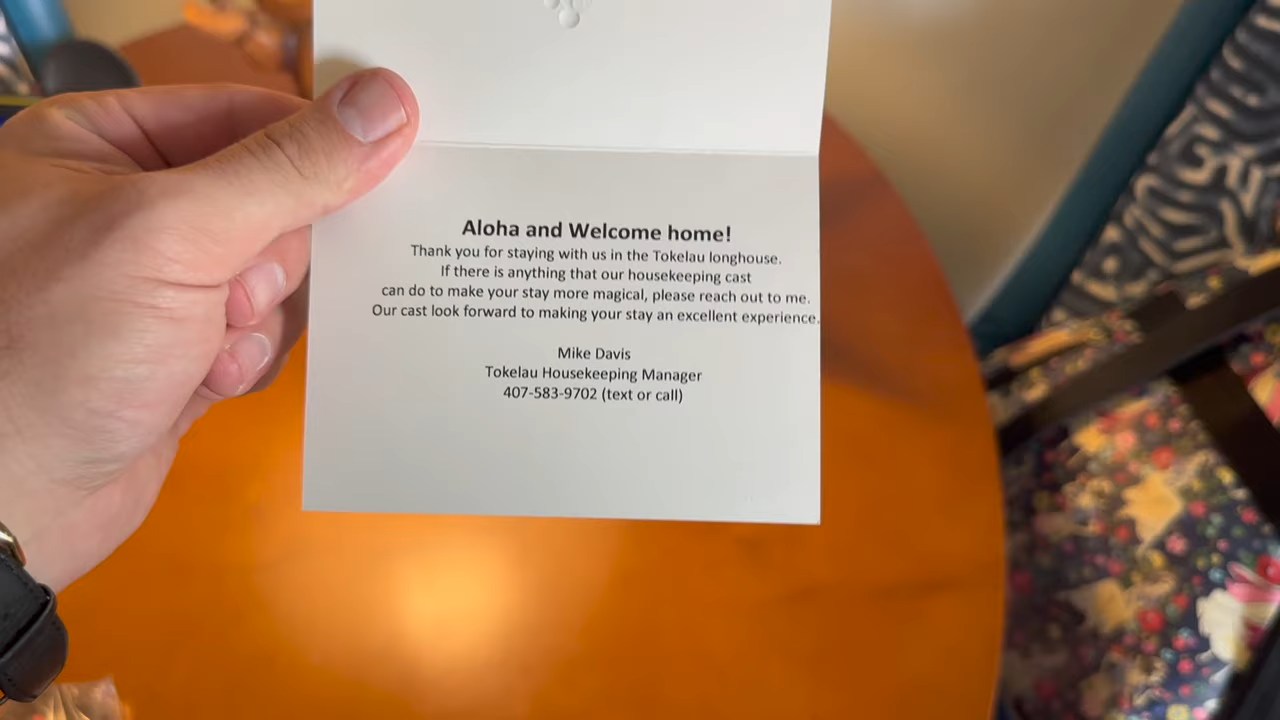 Aloha and Welcome home!
Thank you for staying with us in the Tokelau longhouse.
If there is anything that our housekeeping cast
can do to make your stay more magical, please reach out to me.
Our cast look forward to making your stay an excellent experience.
Mike Davis
Tokelau Housekeeping Manager
407-583-9702 (text or call)